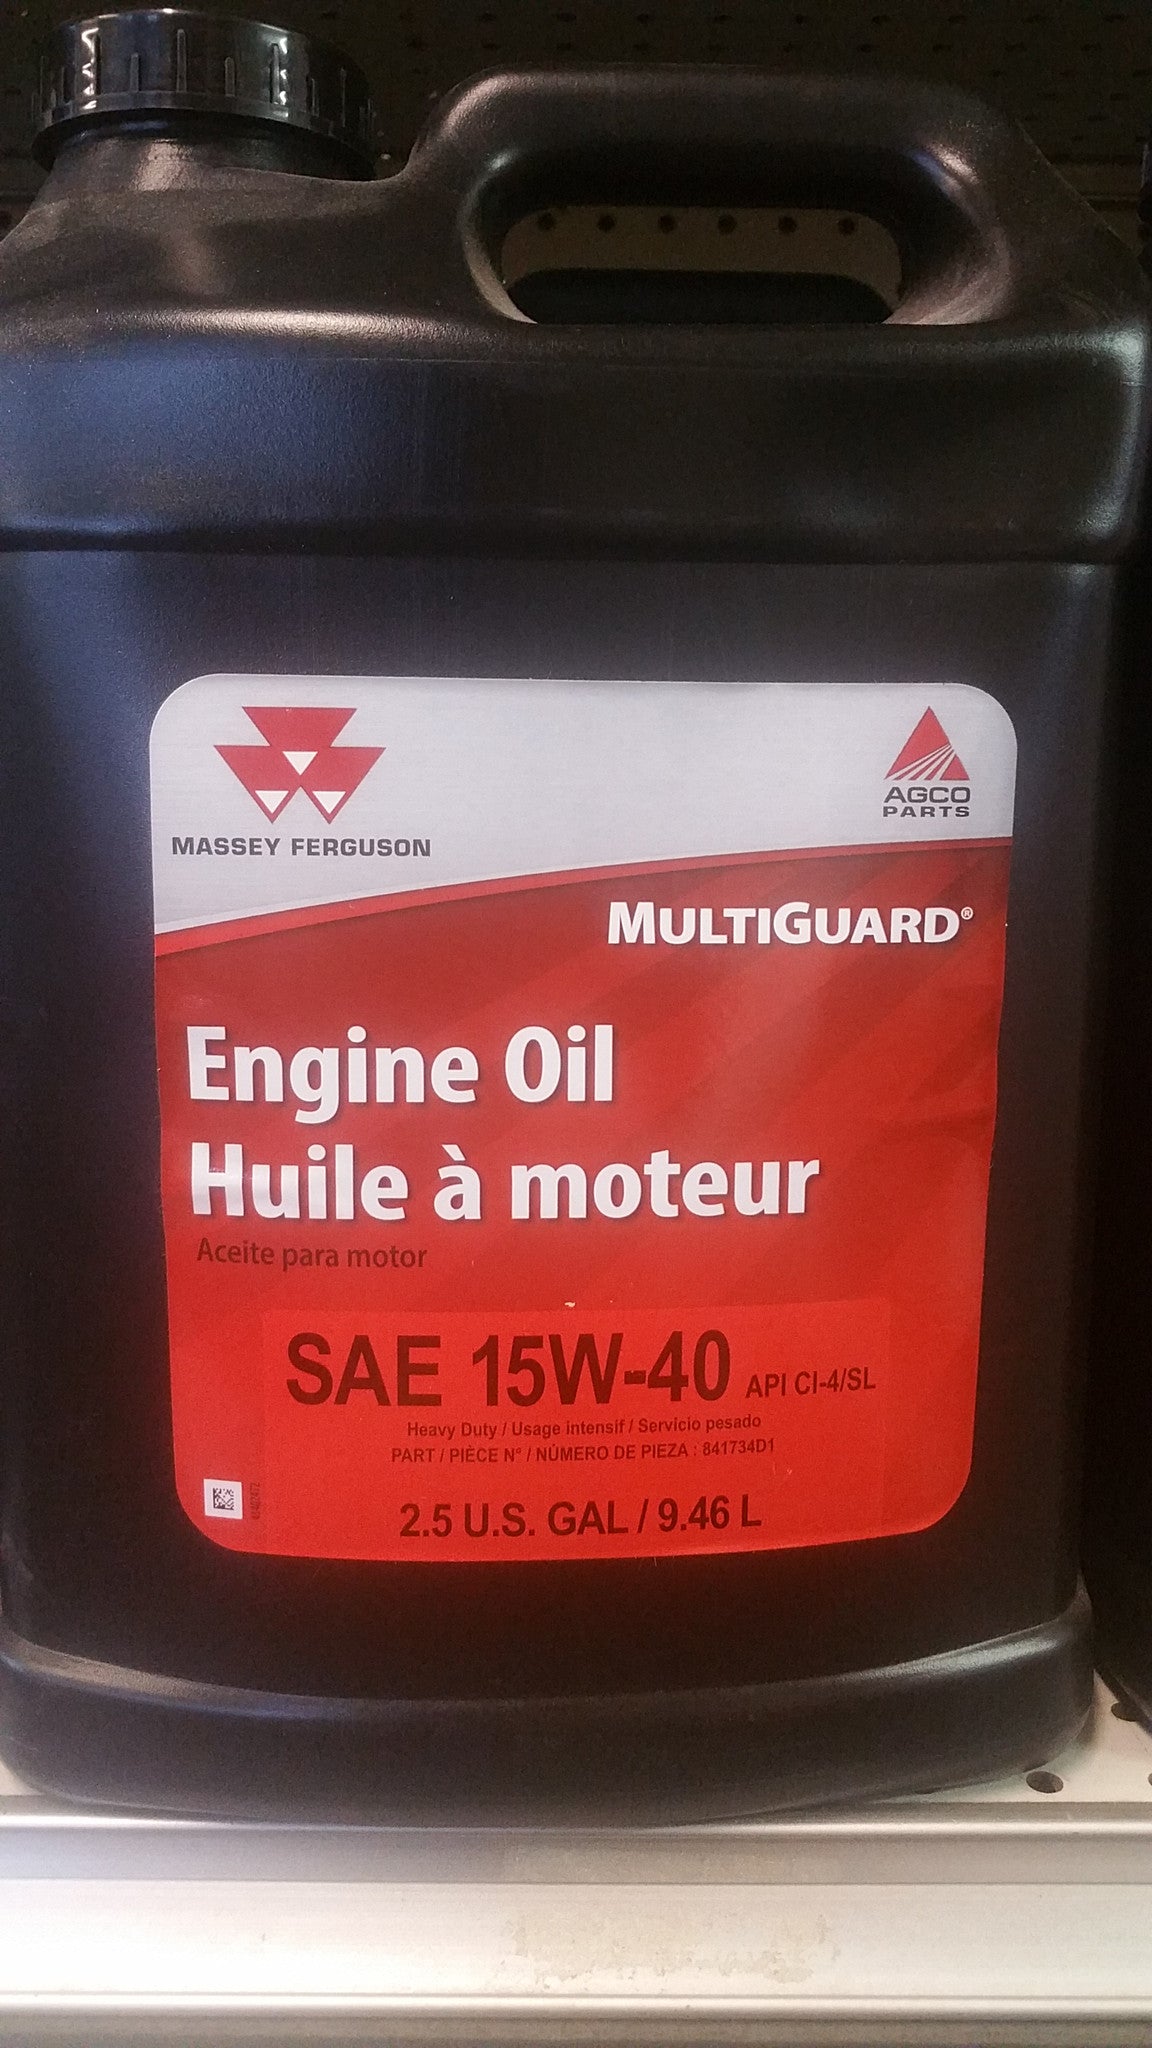 MASSEY FERGUSON
AGCO
PARTS
MULTIGUARD®
Engine Oil
Huile à moteur
Aceite para motor
SAE 15W-40 API CI-4/SL
Heavy Duty / Usage intensif / Servicio pesado
PART / PIÈCE N° / NÚMERO DE PIEZA : 841734D1
2.5 U.S. GAL / 9.46 L